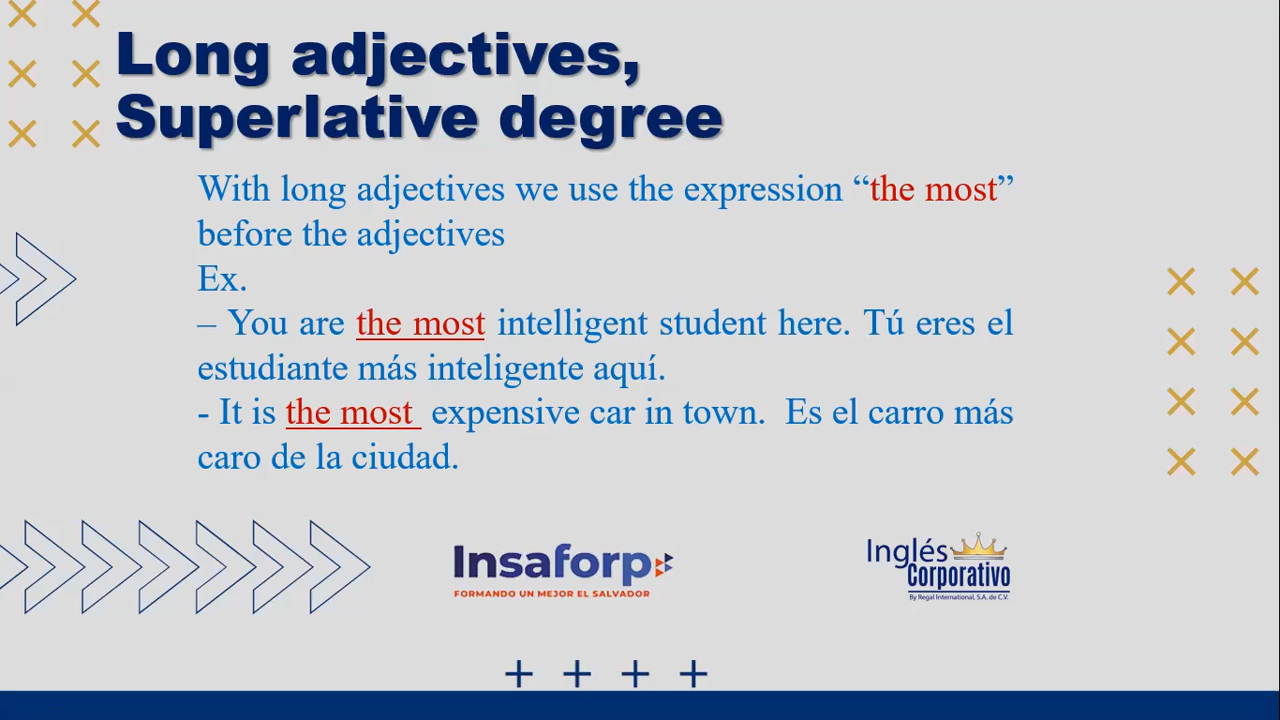 Long adjectives,
Superlative degree
With long adjectives we use the expression “the most”
before the adjectives
Ex.
– You are the most intelligent student here. Tú eres el
estudiante más inteligente aquí.
- It is the most  expensive car in town.  Es el carro más
caro de la ciudad.
Insaforp
FORMANDO UN MEJOR EL SALVADOR
Inglés
Corporativo
By Regal International, S.A. de C.V.